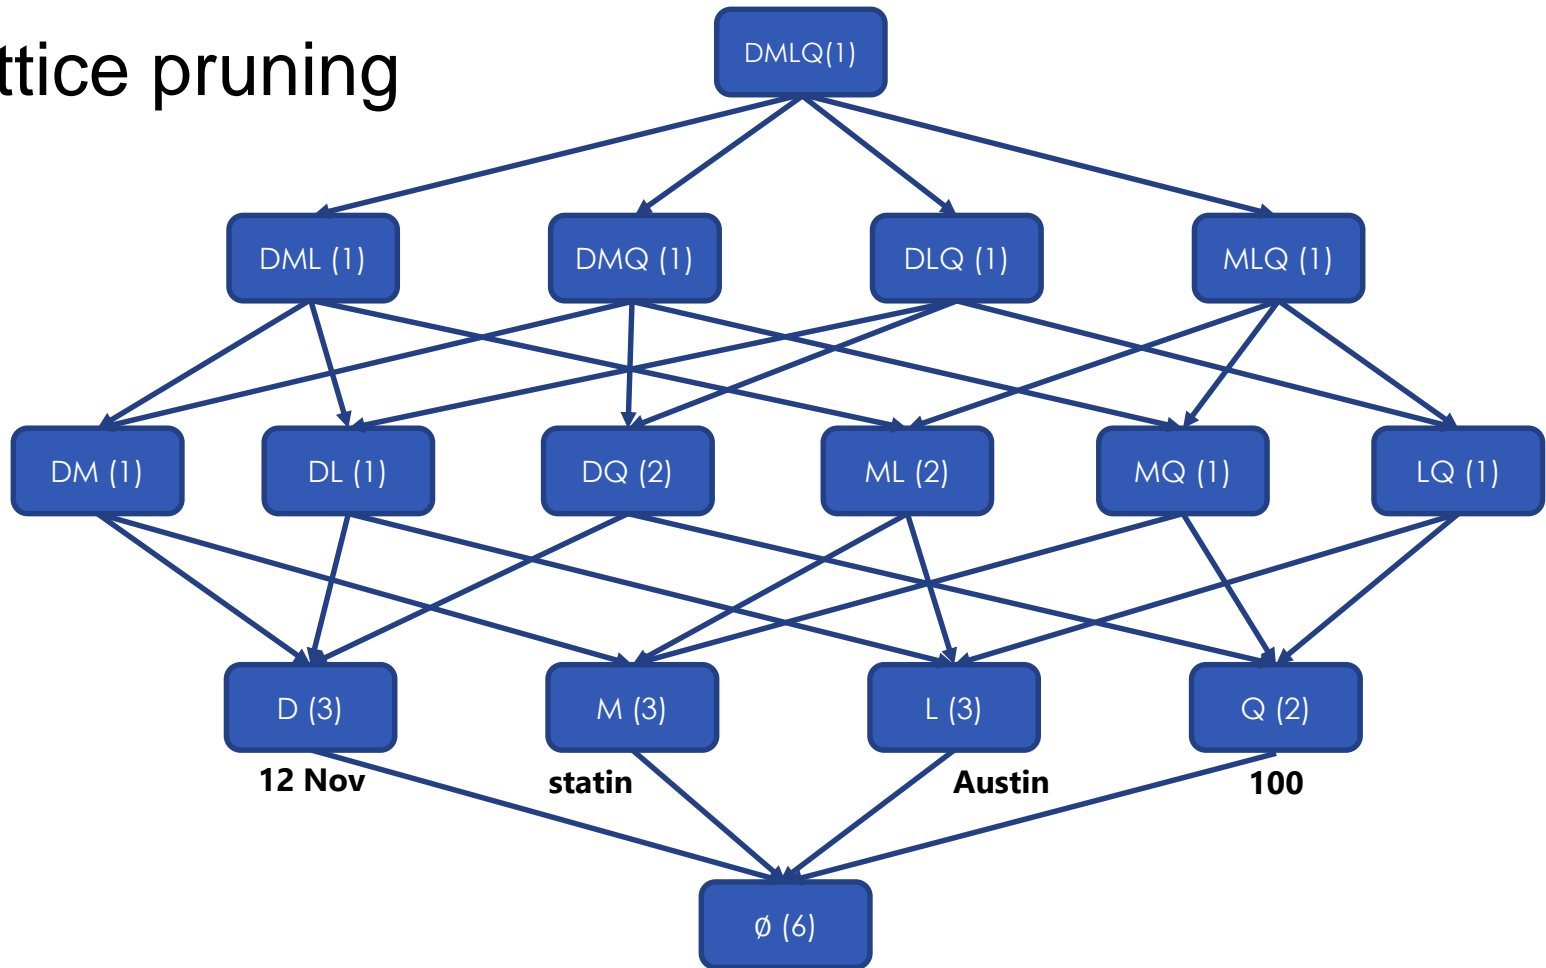 ttice pruning
DMLQ(1)
DML (1)
DMQ (1)
DLQ (1)
MLQ (1)
DM (1)
DL (1)
DQ (2)
ML (2)
MQ (1)
LQ (1)
D (3)
M (3)
L (3)
Q (2)
12 Nov
statin
Austin
100
∅ (6)